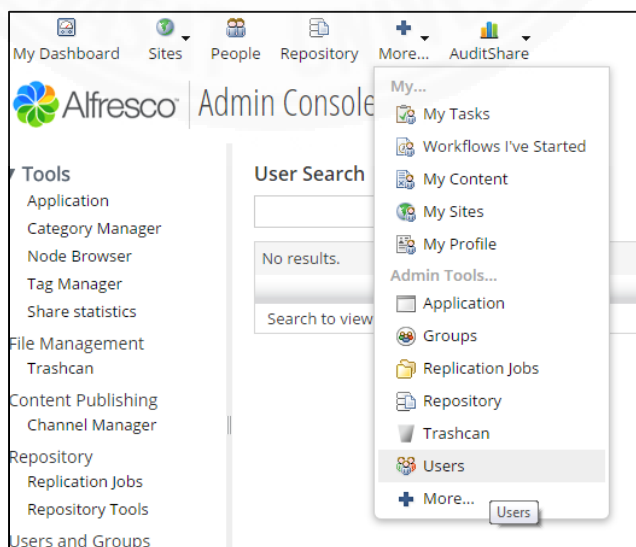 My Dashboard Sites People Repository More... AuditShare
Alfresco Admin Console
Tools
Application
Category Manager
Node Browser
Tag Manager
Share statistics
File Management
Trashcan
Content Publishing
Channel Manager
Repository
Replication Jobs
Repository Tools
Users and Groups
User Search
No results.
Search to view
My...
My Tasks
Workflows I've Started
My Content
My Sites
My Profile
Admin Tools...
Application
Groups
Replication Jobs
Repository
Trashcan
Users
More...
Users